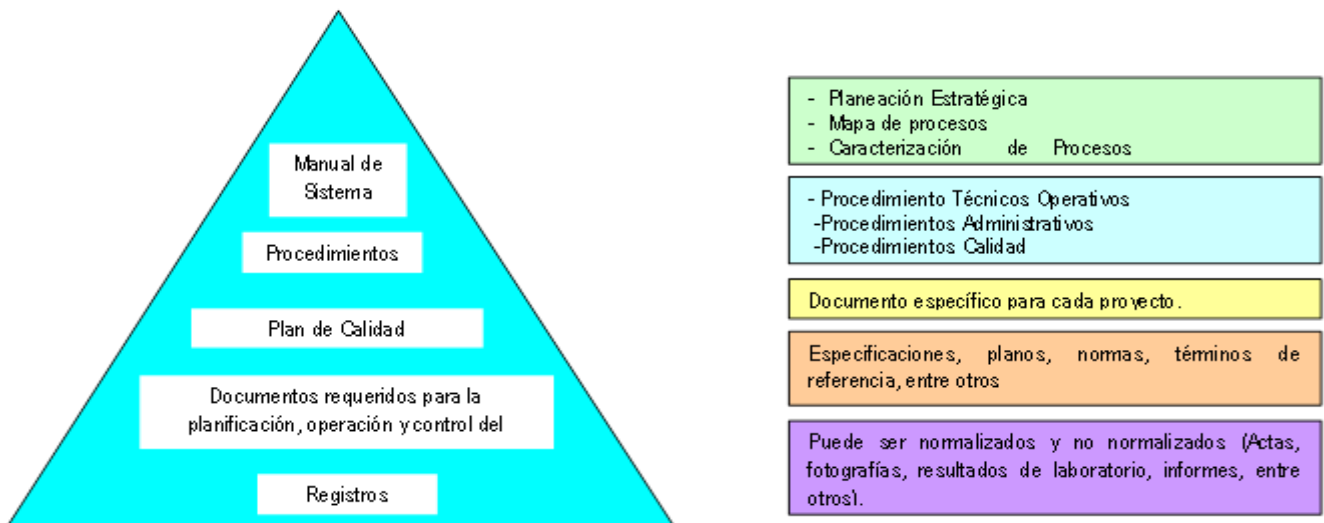 Manual de
Sistema
Procedimientos
Plan de Calidad
Documentos requeridos para la
planificación, operación y control del
Registros
- Planeación Estratégica
- Mapa de procesos
- Caracterización de Procesos
- Procedimiento Técnicos Operativos
-Procedimientos Administrativos
-Procedimientos Calidad
Documento específico para cada proyecto.
Especificaciones, planos, normas, términos de
referencia, entre otros
Puede ser normalizados y no normalizados (Actas,
fotografías, resultados de laboratorio, informes, entre
otros).